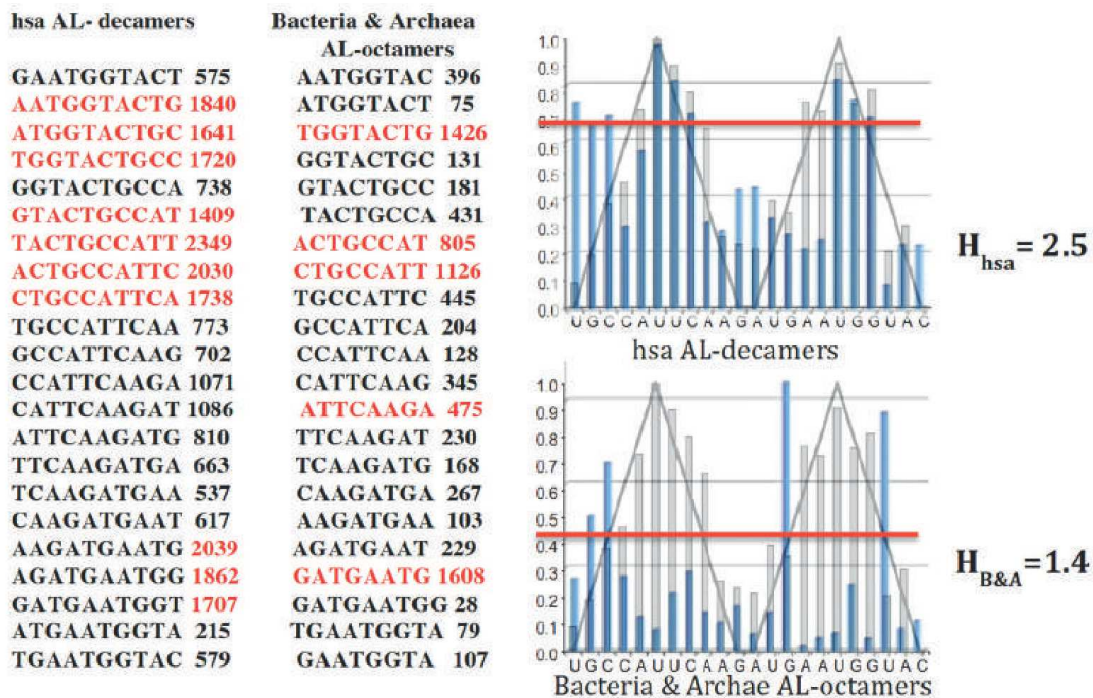 hsa AL- decamers
GAATGGTACT 575
AATGGTACTG 1840
ATGGTACTGC 1641
TGGTACTGCC 1720
GGTACTGCCA 738
GTACTGCCAT 1409
TACTGCCATT 2349
ACTGCCATTC 2030
CTGCCATTCA 1738
TGCCATTCAA 773
GCCATTCAAG 702
CCATTCAAGA 1071
CATTCAAGAT 1086
ATTCAAGATG 810
TTCAAGATGA 663
TCAAGATGAA 537
CAAGATGAAT 617
AAGATGAATG 2039
AGATGAATGG 1862
GATGAATGGT 1707
ATGAATGGTA 215
TGAATGGTAC 579
Bacteria & Archaea
AL-octamers
AATGGTAC 396
ATGGTACT 75
TGGTACTG 1426
GGTACTGC 131
GTACTGCC 181
TACTGCCA 431
ACTGCCAT 805
CTGCCATT 1126
TGCCATTC 445
GCCATTCA 204
CCATTCAA 128
CATTCAAG 345
ATTCAAGA 475
TTCAAGAT 230
TCAAGATG 168
CAAGATGA 267
AAGATGAA 103
AGATGAAT 229
GATGAATG 1608
GATGAATGG 28
TGAATGGTA 79
GAATGGTA 107
1.0
0.9
0.8
0.7
0.6
0.5
0.4
0.3
0.2
0.1
0.0
U G C C A U U C A A G A U G A A U G G U A C
hsa AL-decamers
Hhsa = 2.5
1.0
0.9
0.8
0.7
0.6
0.5
0.4
0.3
0.2
0.1
0.0
U G C C A U U C A A G A U G A A U G G U A C
Bacteria & Archae AL-octamers
HB&A = 1.4